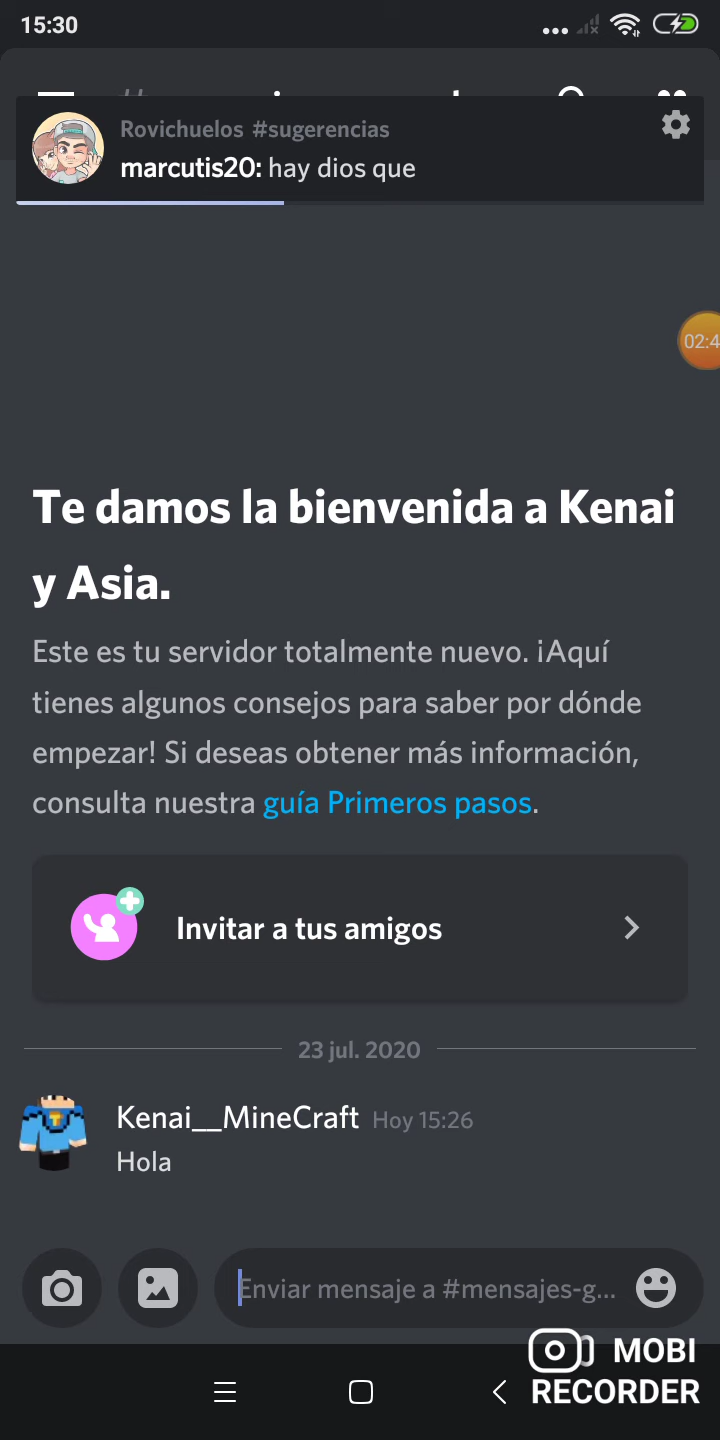 15:30
Rovichuelos #sugerencias
marcutis20: hay dios que
02:4
Te damos la bienvenida a Kenai
y Asia.
Este es tu servidor totalmente nuevo. ¡Aquí
tienes algunos consejos para saber por dónde
empezar! Si deseas obtener más información,
consulta nuestra guía Primeros pasos.
Invitar a tus amigos
23 jul. 2020
Kenai__MineCraft Hoy 15:26
Hola
Enviar mensaje a #mensajes-g...
MOBI
RECORDER